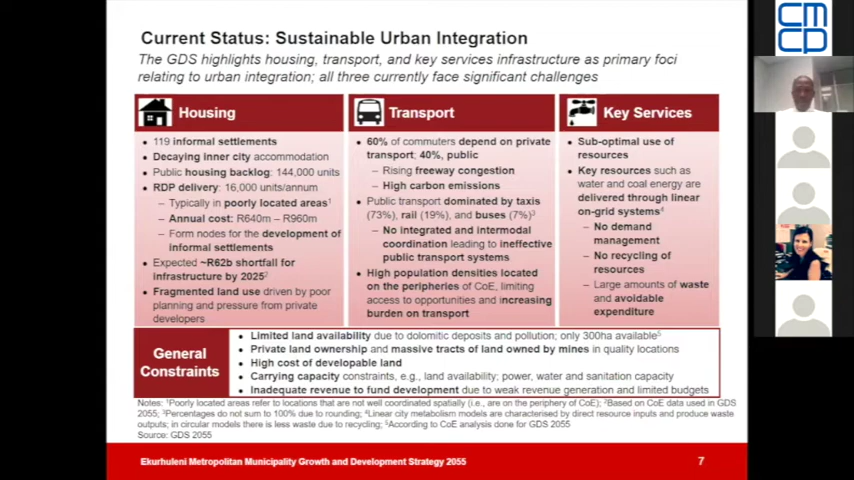 Current Status: Sustainable Urban Integration
The GDS highlights housing, transport, and key services infrastructure as primary foci
relating to urban integration; all three currently face significant challenges
Housing
• 119 informal settlements
• Decaying inner city accommodation
• Public housing backlog: 144,000 units
• RDP delivery: 16,000 units/annum
– Typically in poorly located areas¹
– Annual cost: R640m – R960m
– Form nodes for the development of
informal settlements
• Expected ~R62b shortfall for
infrastructure by 2025²
• Fragmented land use driven by poor
planning and pressure from private
developers
Transport
• 60% of commuters depend on private
transport; 40%, public
– Rising freeway congestion
– High carbon emissions
• Public transport dominated by taxis
(73%), rail (19%), and buses (7%)³
– No integrated and intermodal
coordination leading to ineffective
public transport systems
• High population densities located
on the peripheries of CoE, limiting
access to opportunities and increasing
burden on transport
Key Services
• Sub-optimal use of
resources
• Key resources such as
water and coal energy are
delivered through linear
on-grid systems⁴
– No demand
management
– No recycling of
resources
– Large amounts of waste
and avoidable
expenditure
General
Constraints
• Limited land availability due to dolomitic deposits and pollution; only 300ha available⁵
• Private land ownership and massive tracts of land owned by mines in quality locations
• High cost of developable land
• Carrying capacity constraints, e.g., land availability; power, water and sanitation capacity
• Inadequate revenue to fund development due to weak revenue generation and limited budgets
Notes: ¹Poorly located areas refer to locations that are not well coordinated spatially (i.e., are on the periphery of CoE); ²Based on CoE data used in GDS
2055; ³Percentages do not sum to 100% due to rounding; ⁴Linear city metabolism models are characterised by direct resource inputs and produce waste
outputs; in circular models there is less waste due to recycling; ⁵According to CoE analysis done for GDS 2055
Source: GDS 2055
Ekurhuleni Metropolitan Municipality Growth and Development Strategy 2055
7
cm
cp